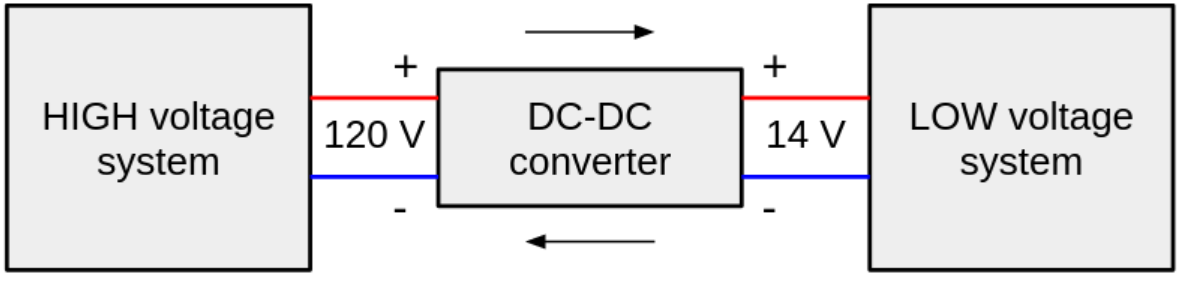 HIGH voltage
system
+
120 V
-
DC-DC
converter
+
14 V
-
LOW voltage
system